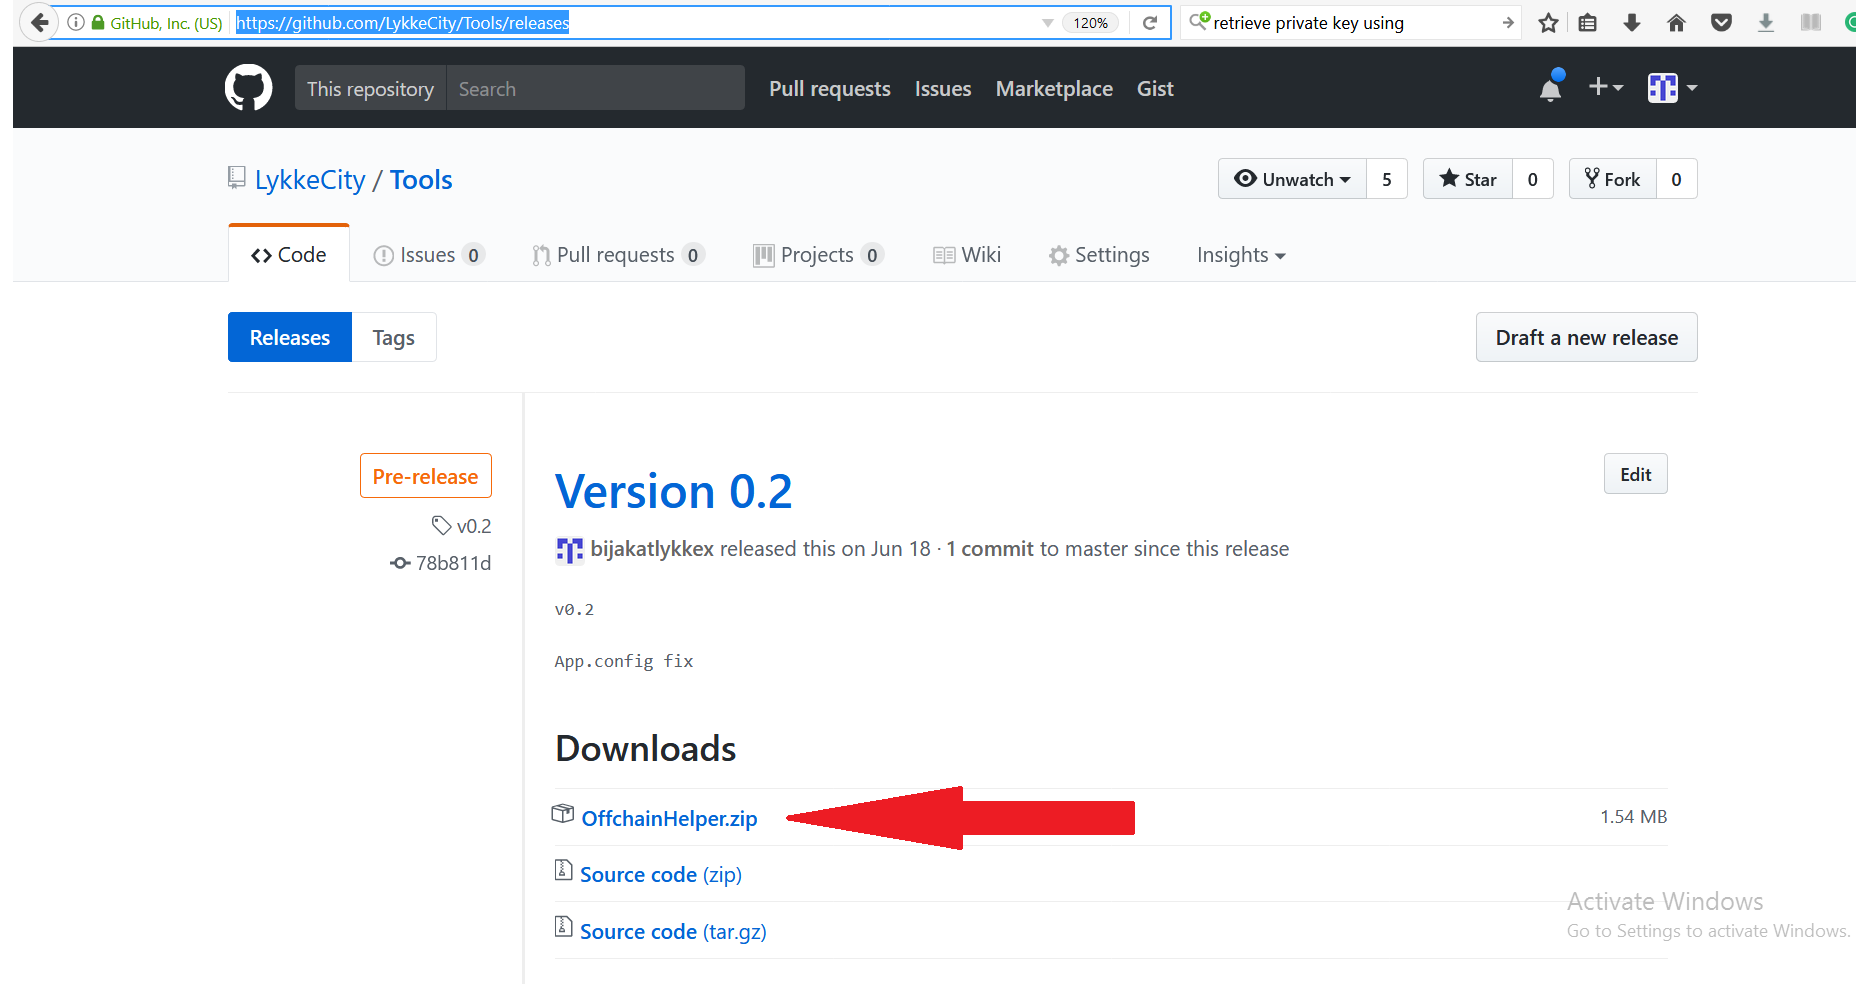 GitHub, Inc. (US) https://github.com/LykkeCity/Tools/releases 120% retrieve private key using
This repository Search Pull requests Issues Marketplace Gist
LykkeCity / Tools Unwatch 5 Star 0 Fork 0
Code Issues 0 Pull requests 0 Projects 0 Wiki Settings Insights
Releases Tags Draft a new release
Pre-release
v0.2
78b811d
Version 0.2 Edit
bijakatlykkex released this on Jun 18 · 1 commit to master since this release
v0.2
App.config fix
Downloads
OffchainHelper.zip 1.54 MB
Source code (zip)
Source code (tar.gz)
Activate Windows
Go to Settings to activate Windows.